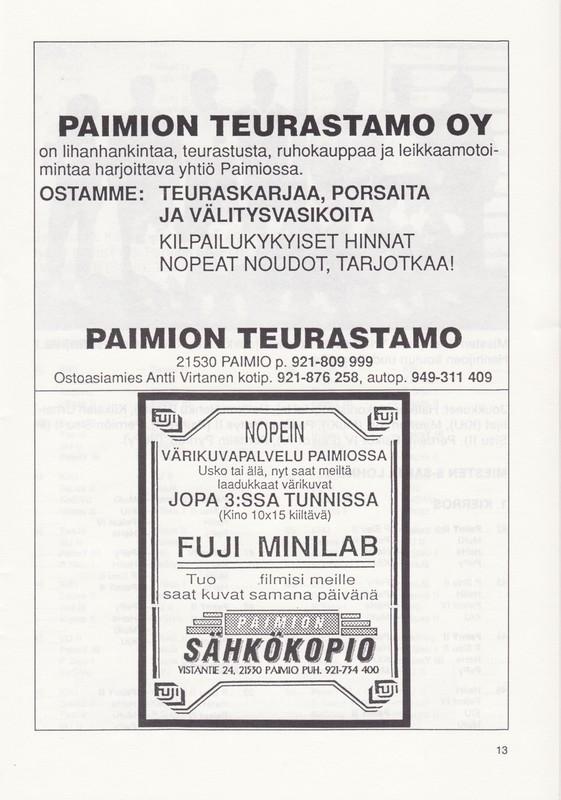 PAIMION TEURASTAMO OY
on lihanhankintaa, teurastusta, ruhokauppaa ja leikkaamotoi-
mintaa harjoittava yhtiö Paimiossa.
OSTAMME: TEURASKARJAA, PORSAITA
JA VÄLITYSVASIKOITA
KILPAILUKYKYISET HINNAT
NOPEAT NOUDOT, TARJOTKAA!
PAIMION TEURASTAMO
21530 PAIMIO p. 921-809 999
Ostoasiamies Antti Virtanen kotip. 921-876 258, autop. 949-311 409
FUJI FUJI
NOPEIN
VÄRIKUVAPALVELU PAIMIOSSA
Usko tai älä, nyt saat meiltä
laadukkaat värikuvat
JOPA 3:SSA TUNNISSA
(Kino 10x15 kiiltävä)
FUJI MINILAB
Tuo filmisi meille
saat kuvat samana päivänä
PAIMION
SÄHKÖKOPIO
VISTANTIE 24, 21530 PAIMIO PUH. 921-734 400
FUJI FUJI
13